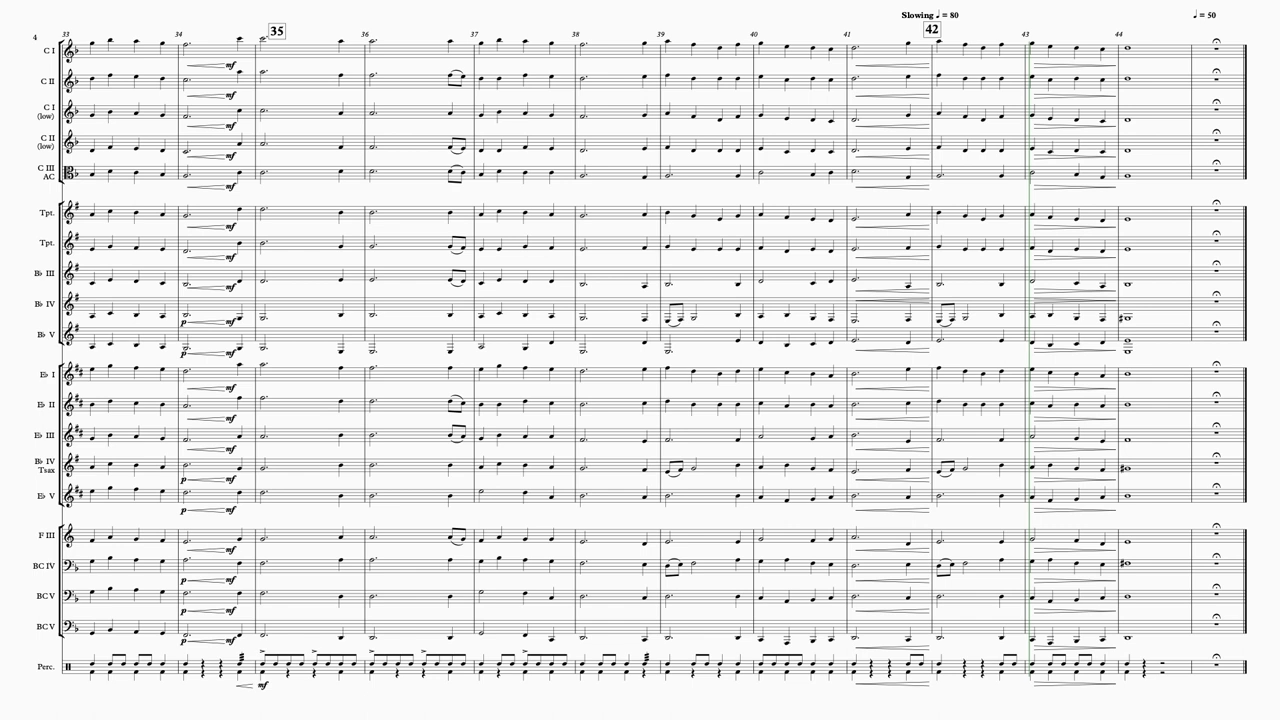 Slowing ♩ = 80
♩ = 50
4
33 34 35 36 37 38 39 40 41 42 43 44
C I
mf
C II
mf
C I
(low)
mf
C II
(low)
mf
C III
AC
mf
Tpt.
mf
Tpt.
mf
B♭ III
mf
B♭ IV
p mf
B♭ V
p mf
E♭ I
mf
E♭ II
mf
E♭ III
mf
B♭ IV
Tsax
p mf
E♭ V
p mf
F III
mf
BC IV
p mf
BC V
p mf
BC V
p mf
Perc.
mf